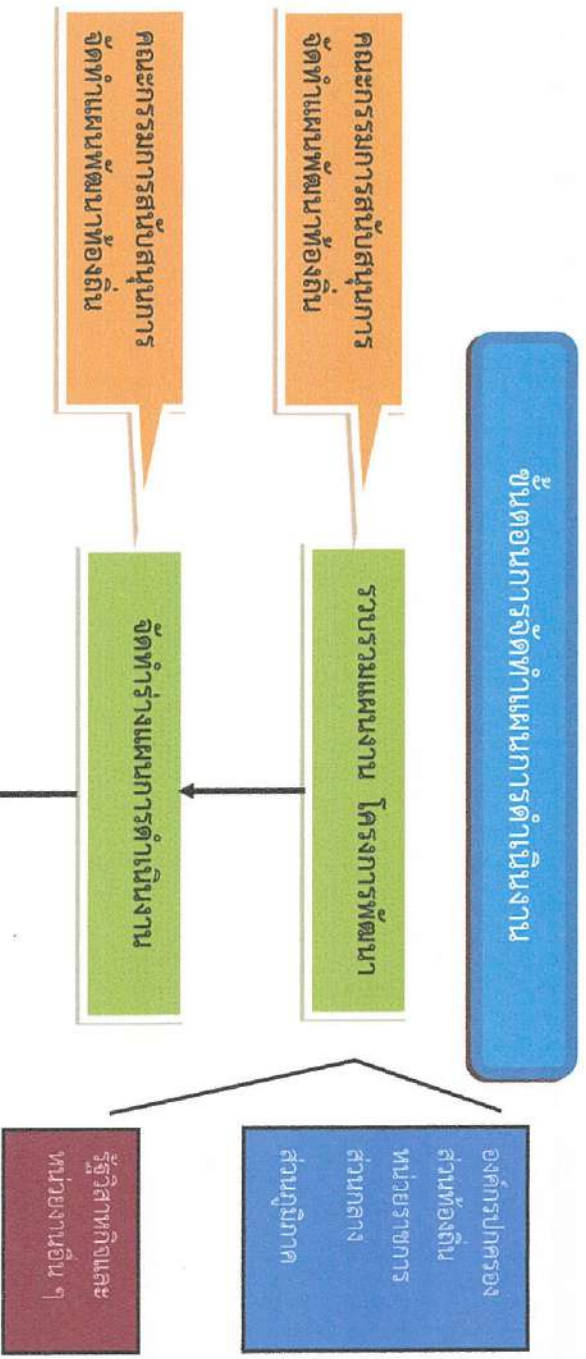 ขั้นตอนการจัดทำแผนการดำเนินงาน
คณะกรรมการสนับสนุนการ
จัดทำแผนพัฒนาท้องถิ่น
รวบรวมแผนงาน โครงการพัฒนา
องค์กรปกครอง
ส่วนท้องถิ่น
หน่วยราชการ
ส่วนกลาง
ส่วนภูมิภาค
คณะกรรมการสนับสนุนการ
จัดทำแผนพัฒนาท้องถิ่น
จัดทำร่างแผนการดำเนินงาน
รัฐวิสาหกิจและ
หน่วยงานอื่น ๆ